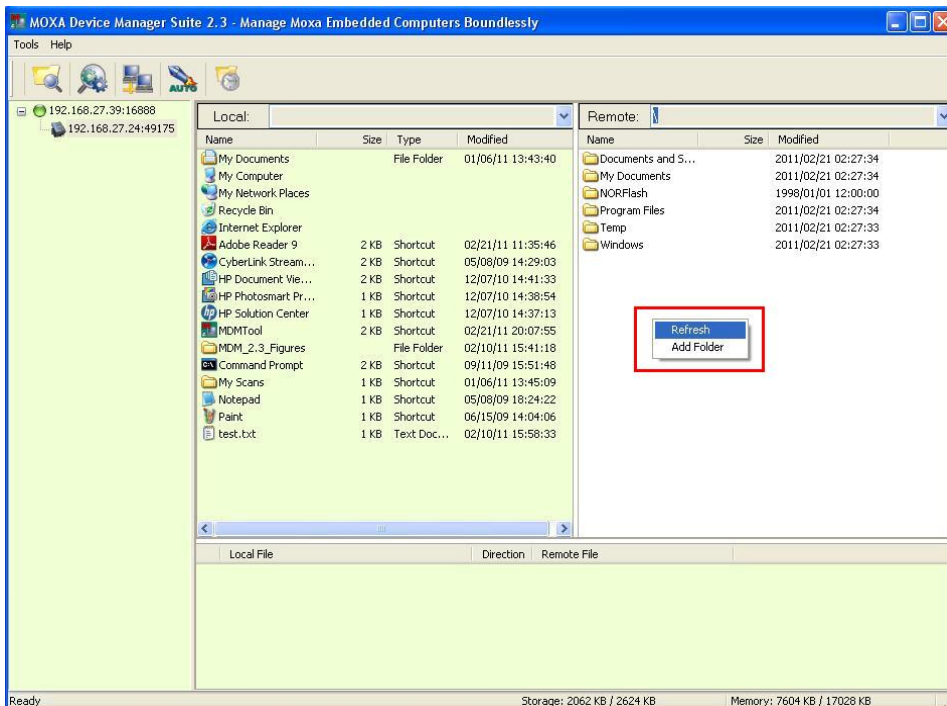 MOXA Device Manager Suite 2.3 - Manage Moxa Embedded Computers Boundlessly
Tools Help
AUTO
192.168.27.39:16888
192.168.27.24:49175
Local:
Name Size Type Modified
My Documents File Folder 01/06/11 13:43:40
My Computer
My Network Places
Recycle Bin
Internet Explorer
Adobe Reader 9 2 KB Shortcut 02/21/11 11:35:46
CyberLink Stream... 2 KB Shortcut 05/08/09 14:29:03
HP Document Vie... 2 KB Shortcut 12/07/10 14:41:33
HP Photosmart Pr... 1 KB Shortcut 12/07/10 14:38:54
HP Solution Center 1 KB Shortcut 12/07/10 14:37:13
MDMTool 2 KB Shortcut 02/21/11 20:07:55
MDM_2.3_Figures File Folder 02/10/11 15:41:18
Command Prompt 2 KB Shortcut 09/11/09 15:51:48
My Scans 1 KB Shortcut 01/06/11 13:45:09
Notepad 1 KB Shortcut 05/08/09 18:24:22
Paint 1 KB Shortcut 06/15/09 14:04:06
test.txt 1 KB Text Doc... 02/10/11 15:58:33
Remote: \
Name Size Modified
Documents and S... 2011/02/21 02:27:34
My Documents 2011/02/21 02:27:34
NORFlash 1998/01/01 12:00:00
Program Files 2011/02/21 02:27:34
Temp 2011/02/21 02:27:33
Windows 2011/02/21 02:27:33
Refresh
Add Folder
Local File Direction Remote File
Ready Storage: 2062 KB / 2624 KB Memory: 7604 KB / 17028 KB